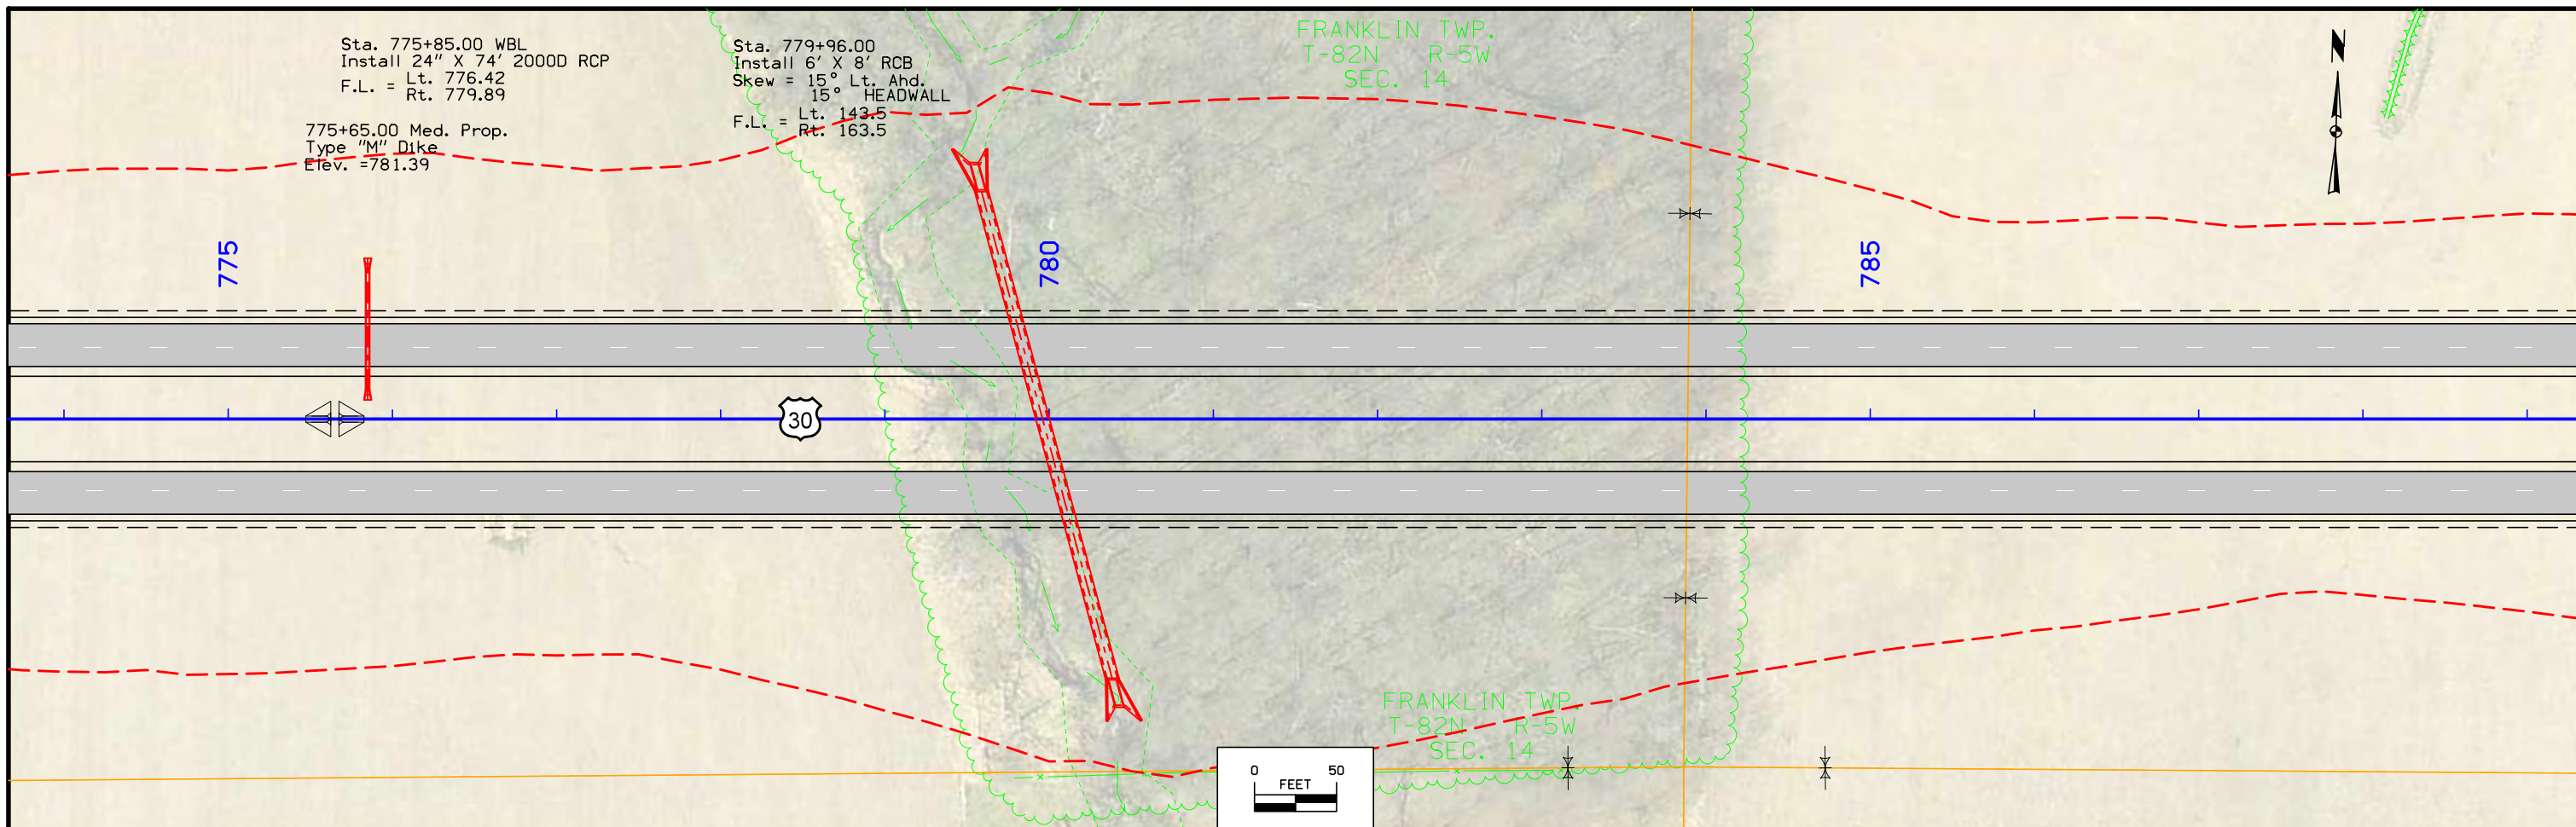 Sta. 775+85.00 WBL
Install 24" X 74' 2000D RCP
F.L. = Lt. 776.42
Rt. 779.89
775+65.00 Med. Prop.
Type "M" Dike
Elev. =781.39
Sta. 779+96.00
Install 6' X 8' RCB
Skew = 15° Lt. Ahd.
15° HEADWALL
F.L. = Lt. 143.5
Rt. 163.5
FRANKLIN TWP.
T-82N R-5W
SEC. 14
N
775
780
785
30
FRANKLIN TWP.
T-82N R-5W
SEC. 14
0 50
FEET